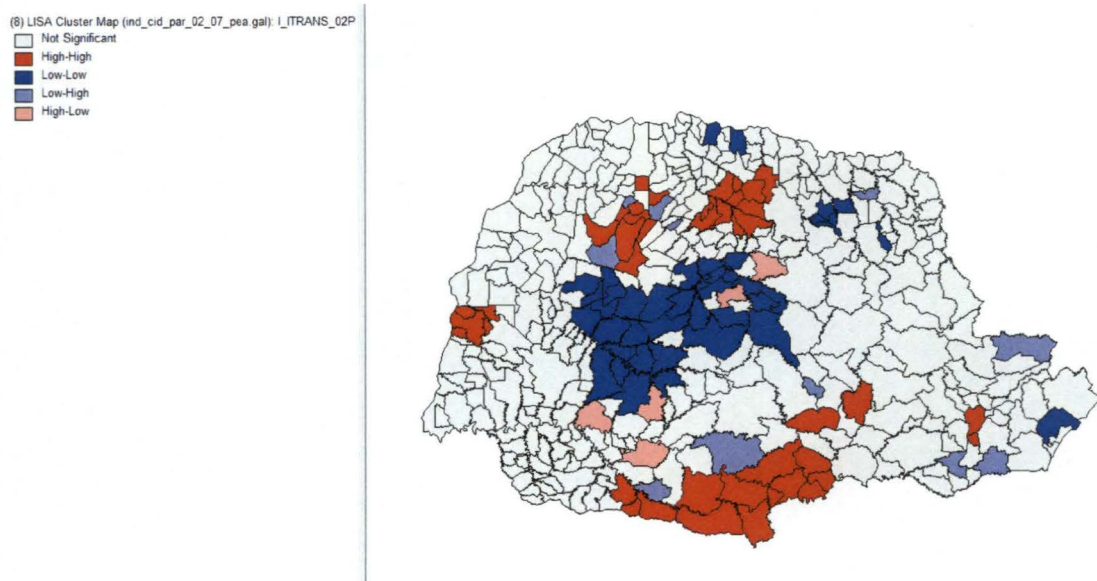 (8) LISA Cluster Map (ind_cid_par_02_07_pea.gal): I_ITRANS_02P
Not Significant
High-High
Low-Low
Low-High
High-Low